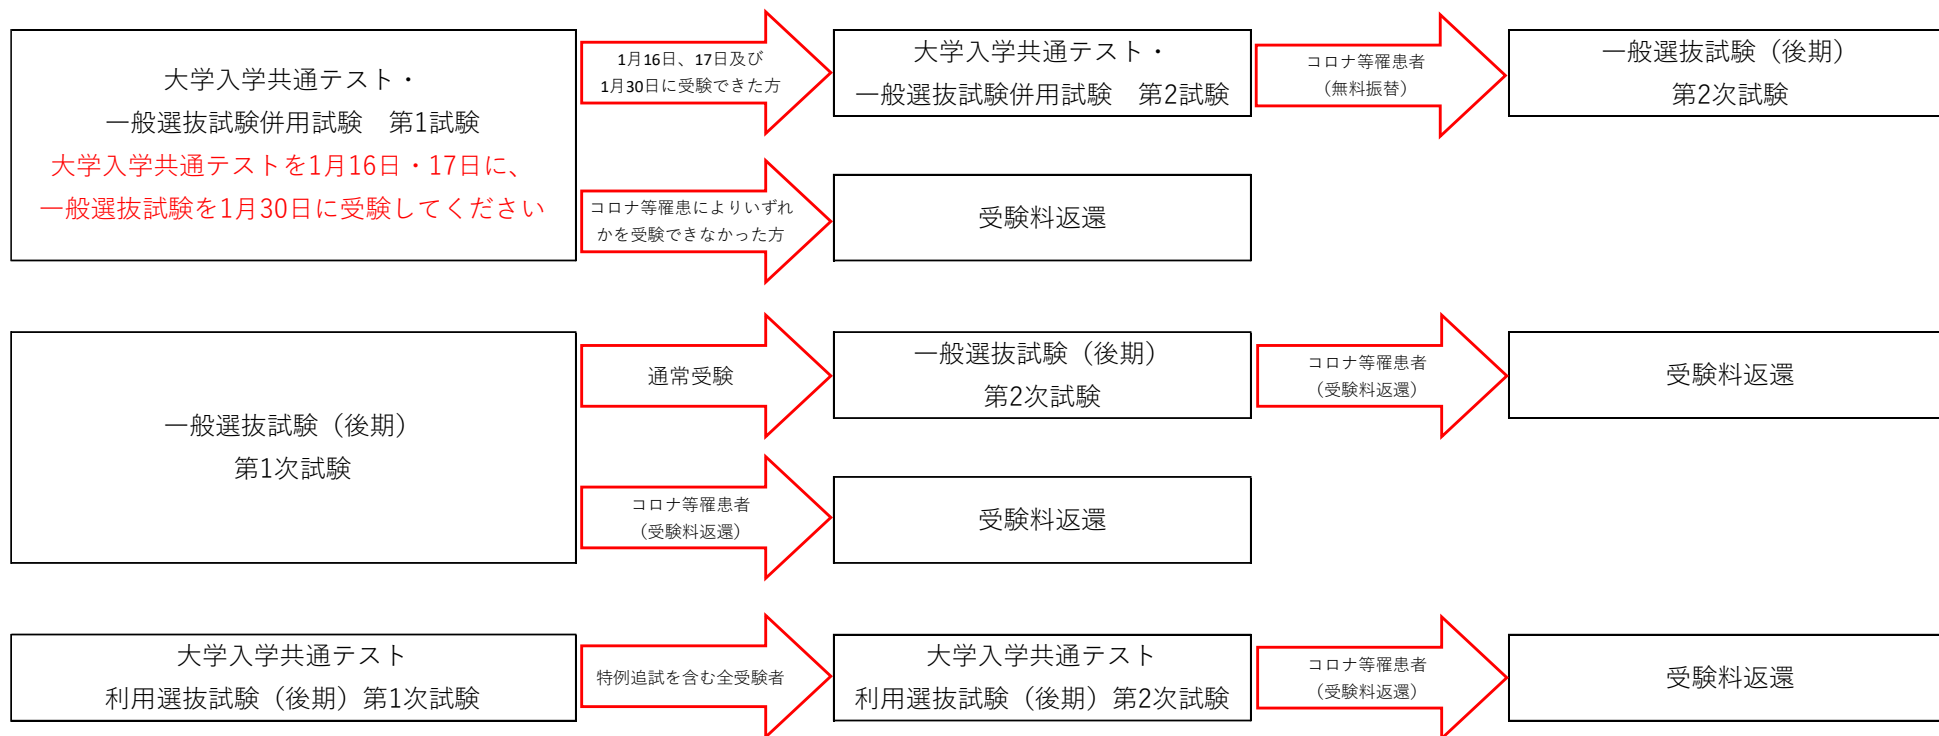 大学入学共通テスト・
一般選抜試験併用試験　第1試験
大学入学共通テストを1月16日・17日に、
一般選抜試験を1月30日に受験してください
1月16日、17日及び
1月30日に受験できた方
大学入学共通テスト・
一般選抜試験併用試験　第2試験
コロナ等罹患者
（無料振替）
一般選抜試験（後期）
第2次試験
コロナ等罹患によりいずれ
かを受験できなかった方
受験料返還
一般選抜試験（後期）
第1次試験
通常受験
一般選抜試験（後期）
第2次試験
コロナ等罹患者
（受験料返還）
受験料返還
コロナ等罹患者
（受験料返還）
受験料返還
大学入学共通テスト
利用選抜試験（後期）第1次試験
特例追試を含む全受験者
大学入学共通テスト
利用選抜試験（後期）第2次試験
コロナ等罹患者
（受験料返還）
受験料返還